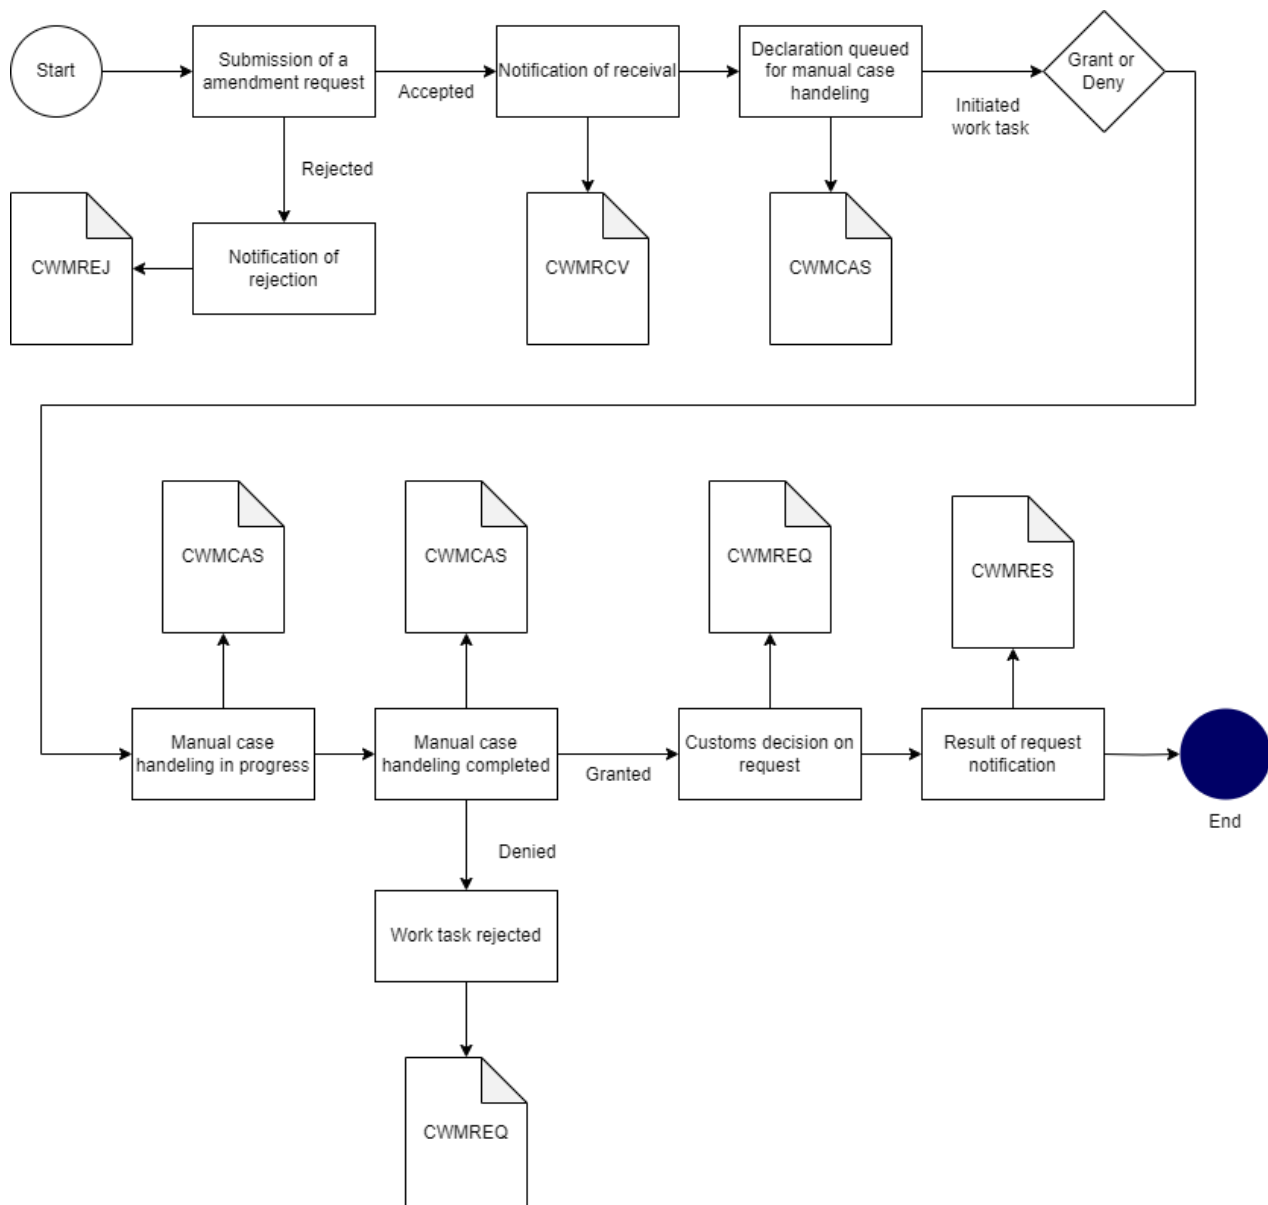 Start
Submission of a
amendment request
Accepted
Notification of receival
Declaration queued
for manual case
handeling
Initiated
work task
Grant or
Deny
Rejected
CWMREJ
Notification of
rejection
CWMRCV
CWMCAS
CWMCAS
CWMCAS
CWMREQ
CWMRES
Manual case
handeling in progress
Manual case
handeling completed
Granted
Customs decision on
request
Result of request
notification
End
Denied
Work task rejected
CWMREQ